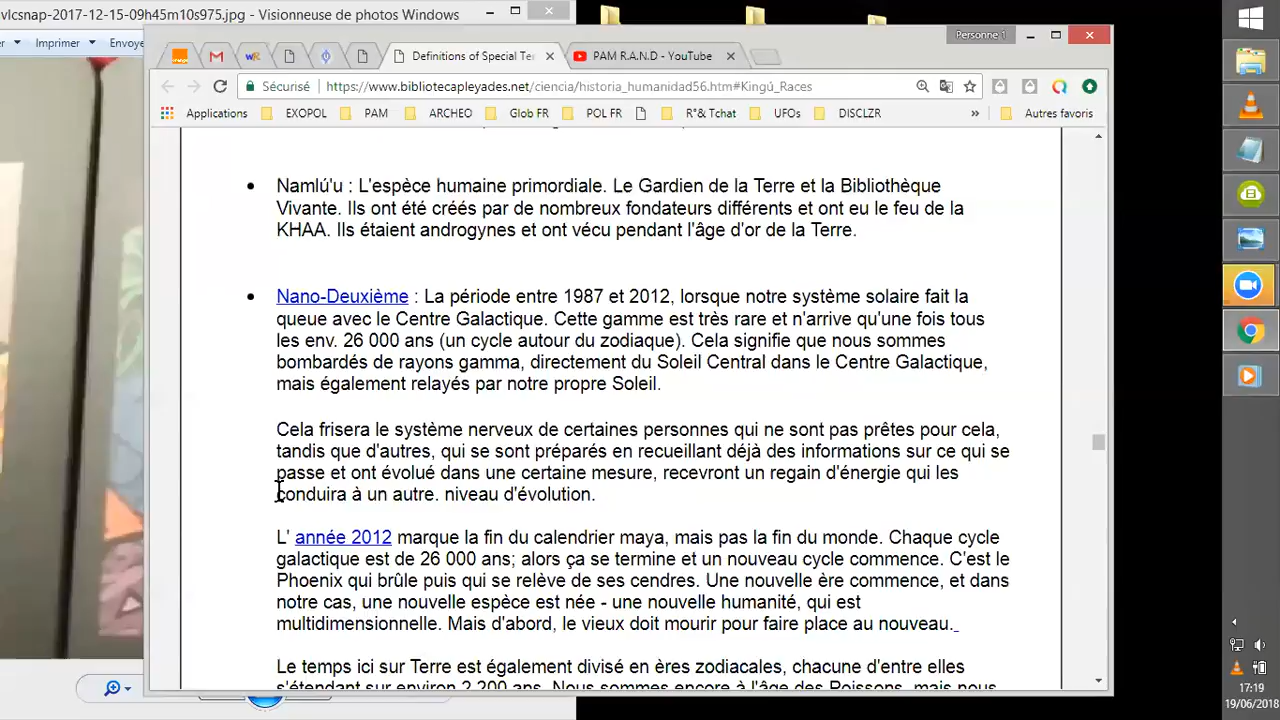 vlcsnap-2017-12-15-09h45m10s975.jpg - Visionneuse de photos Windows
Imprimer
Envoye
Personne 1
Definitions of Special Te
PAM R.A.N.D - YouTube
Sécurisé
https://www.bibliotecapleyades.net/ciencia/historia_humanidad56.htm#Kingú_Races
Applications
EXOPOL
PAM
ARCHEO
Glob FR
POL FR
R°& Tchat
UFOs
DISCLZR
»
Autres favoris
• Namlú'u : L'espèce humaine primordiale. Le Gardien de la Terre et la Bibliothèque
Vivante. Ils ont été créés par de nombreux fondateurs différents et ont eu le feu de la
KHAA. Ils étaient androgynes et ont vécu pendant l'âge d'or de la Terre.
• Nano-Deuxième : La période entre 1987 et 2012, lorsque notre système solaire fait la
queue avec le Centre Galactique. Cette gamme est très rare et n'arrive qu'une fois tous
les env. 26 000 ans (un cycle autour du zodiaque). Cela signifie que nous sommes
bombardés de rayons gamma, directement du Soleil Central dans le Centre Galactique,
mais également relayés par notre propre Soleil.
Cela frisera le système nerveux de certaines personnes qui ne sont pas prêtes pour cela,
tandis que d'autres, qui se sont préparés en recueillant déjà des informations sur ce qui se
passe et ont évolué dans une certaine mesure, recevront un regain d'énergie qui les
conduira à un autre. niveau d'évolution.
L' année 2012 marque la fin du calendrier maya, mais pas la fin du monde. Chaque cycle
galactique est de 26 000 ans; alors ça se termine et un nouveau cycle commence. C'est le
Phoenix qui brûle puis qui se relève de ses cendres. Une nouvelle ère commence, et dans
notre cas, une nouvelle espèce est née - une nouvelle humanité, qui est
multidimensionnelle. Mais d'abord, le vieux doit mourir pour faire place au nouveau.
Le temps ici sur Terre est également divisé en ères zodiacales, chacune d'entre elles
s'étendant sur environ 2 200 ans. Nous sommes encore à l'âge des Poissons, mais nous
17:19
19/06/2018